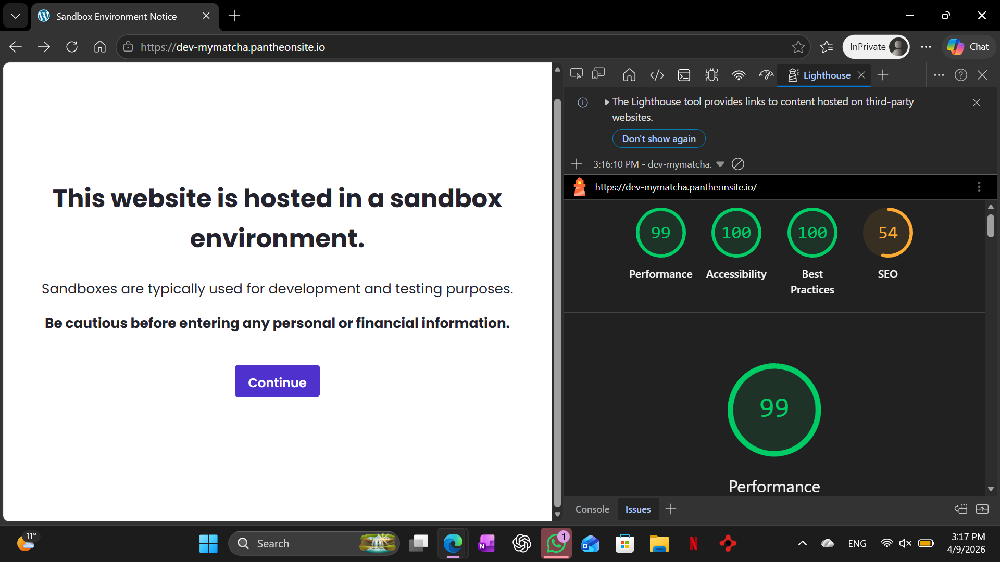 Sandbox Environment Notice
https://dev-mymatcha.pantheonsite.io
InPrivate
Chat
This website is hosted in a sandbox
environment.
Sandboxes are typically used for development and testing purposes.
Be cautious before entering any personal or financial information.
Continue
Lighthouse
The Lighthouse tool provides links to content hosted on third-party
websites.
Don't show again
3:16:10 PM - dev-mymatcha.
https://dev-mymatcha.pantheonsite.io/
99
100
100
54
Performance
Accessibility
Best
Practices
SEO
99
Performance
Console
Issues
11°
Search
1
ENG
3:17 PM
4/9/2026